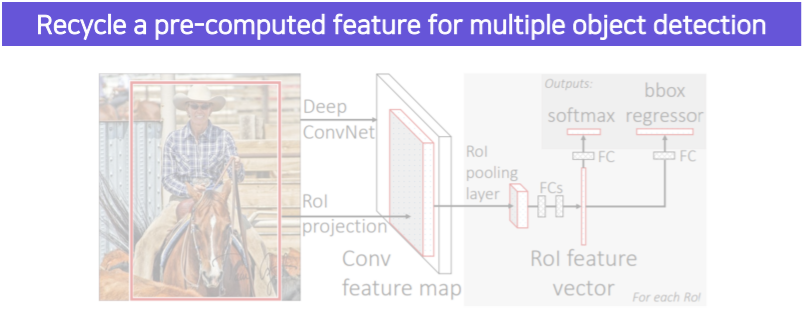 Recycle a pre-computed feature for multiple object detection
Deep
ConvNet
RoI
projection
Conv
feature map
RoI
pooling
layer
FCs
RoI feature
vector
For each RoI
Outputs:
softmax
bbox
regressor
FC
FC